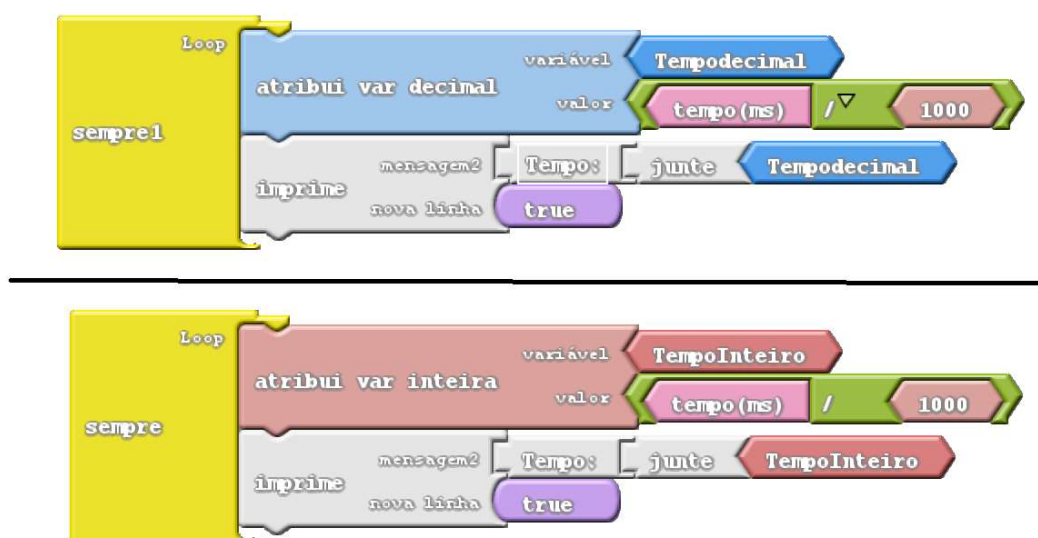 Loop
variável
Tempodecimal
atribui var decimal
valor
tempo(ms)
/
1000
sempre1
mensagem2
Tempo:
junte
Tempodecimal
imprime
nova linha
true
Loop
variável
TempoInteiro
atribui var inteira
valor
tempo(ms)
/
1000
sempre
mensagem2
Tempo:
junte
TempoInteiro
imprime
nova linha
true